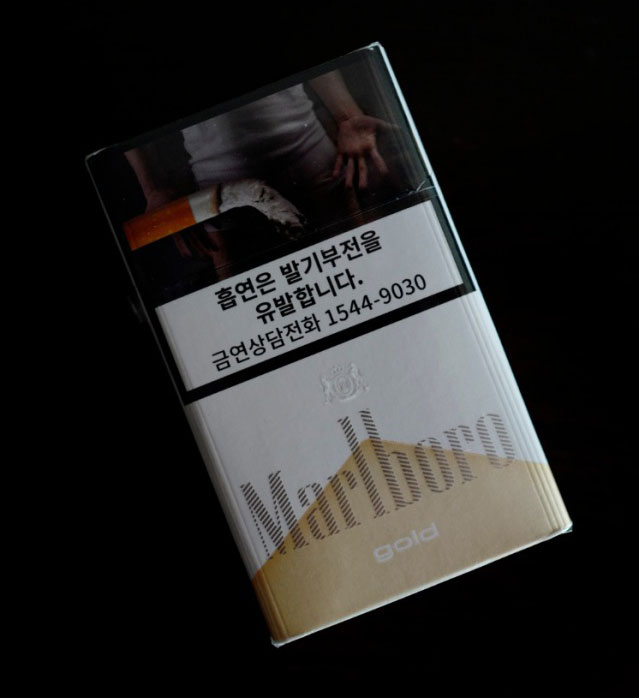 흡연은 발기부전을
유발합니다.
금연상담전화 1544-9030
Marlboro
gold